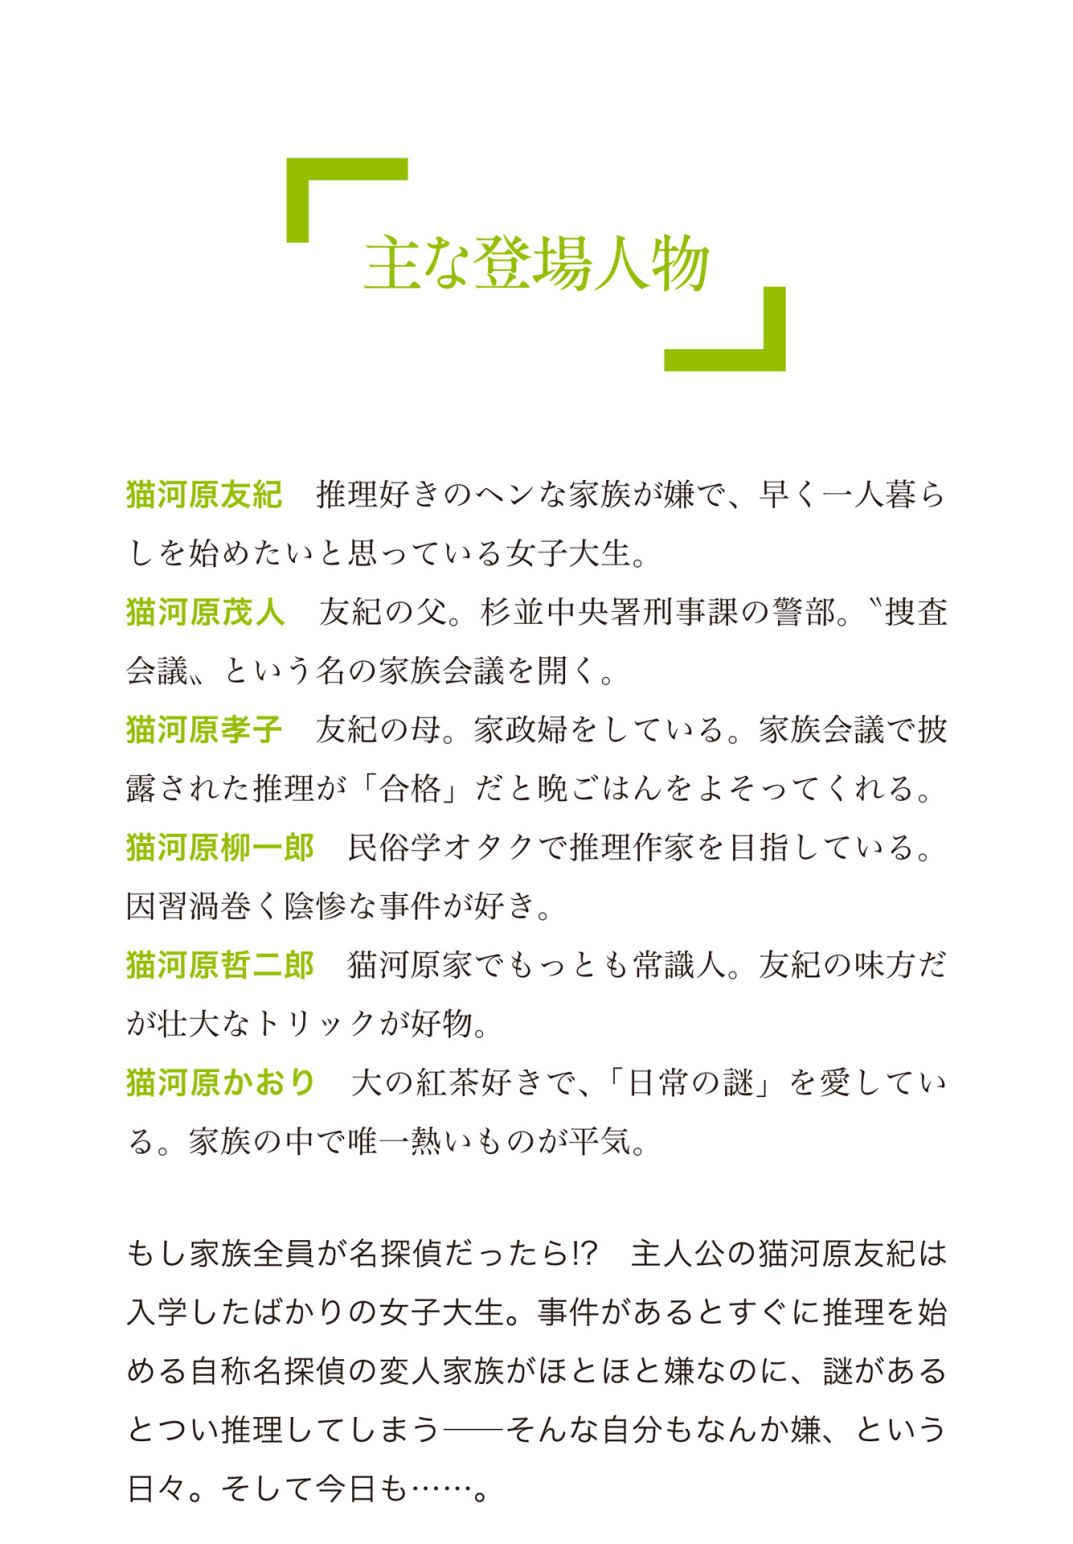 主な登場人物
猫河原友紀　推理好きのヘンな家族が嫌で、早く一人暮ら
しを始めたいと思っている女子大生。
猫河原茂人　友紀の父。杉並中央署刑事課の警部。〝捜査
会議〟という名の家族会議を開く。
猫河原孝子　友紀の母。家政婦をしている。家族会議で披
露された推理が「合格」だと晩ごはんをよそってくれる。
猫河原柳一郎　民俗学オタクで推理作家を目指している。
因習渦巻く陰惨な事件が好き。
猫河原哲二郎　猫河原家でもっとも常識人。友紀の味方だ
が壮大なトリックが好物。
猫河原かおり　大の紅茶好きで、「日常の謎」を愛してい
る。家族の中で唯一熱いものが平気。
もし家族全員が名探偵だったら!?　主人公の猫河原友紀は
入学したばかりの女子大生。事件があるとすぐに推理を始
める自称名探偵の変人家族がほとほと嫌なのに、謎がある
とつい推理してしまう――そんな自分もなんか嫌、という
日々。そして今日も……。